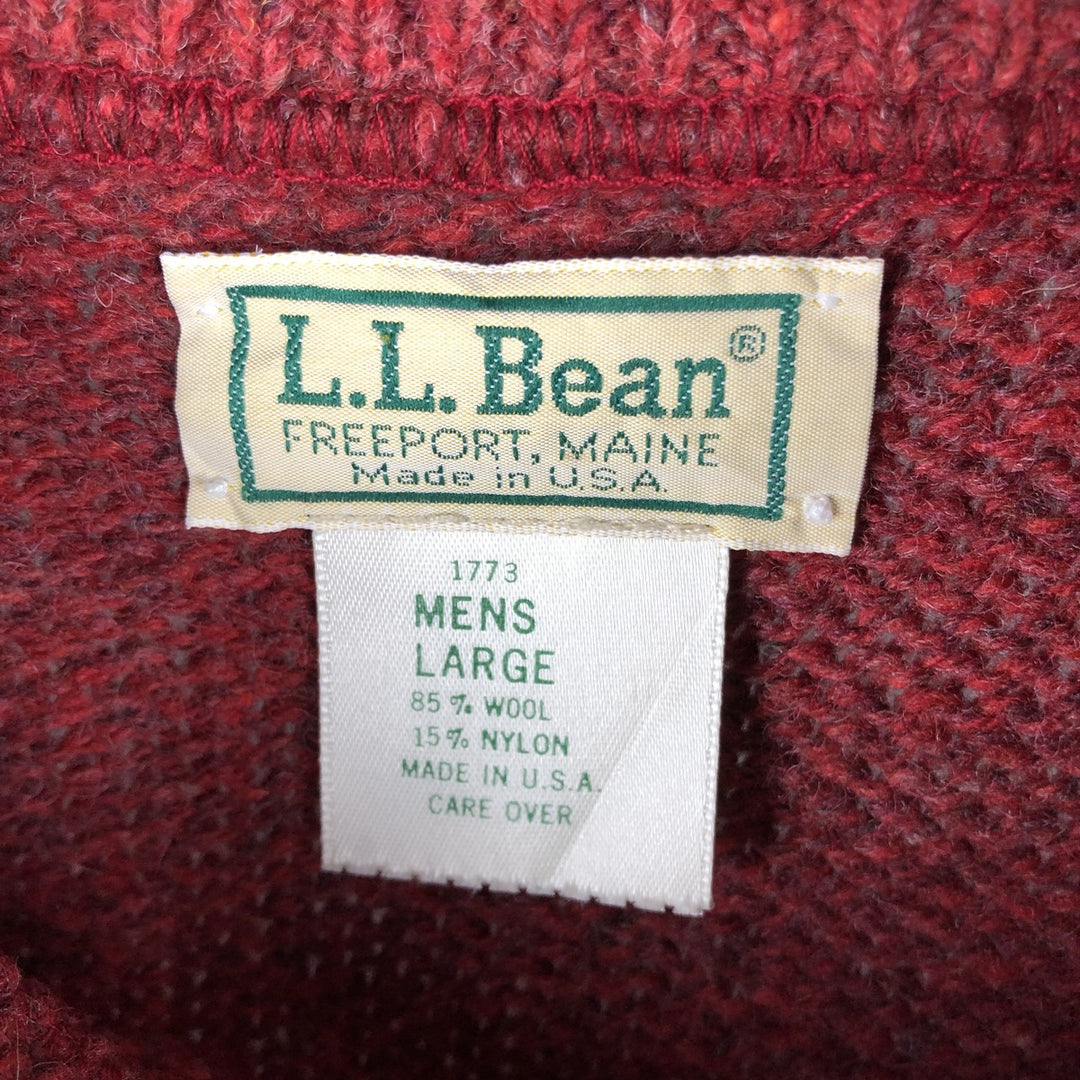 L.L.Bean®
FREEPORT, MAINE
Made in U.S.A.
1773
MENS
LARGE
85% WOOL
15% NYLON
MADE IN U.S.A.
CARE OVER